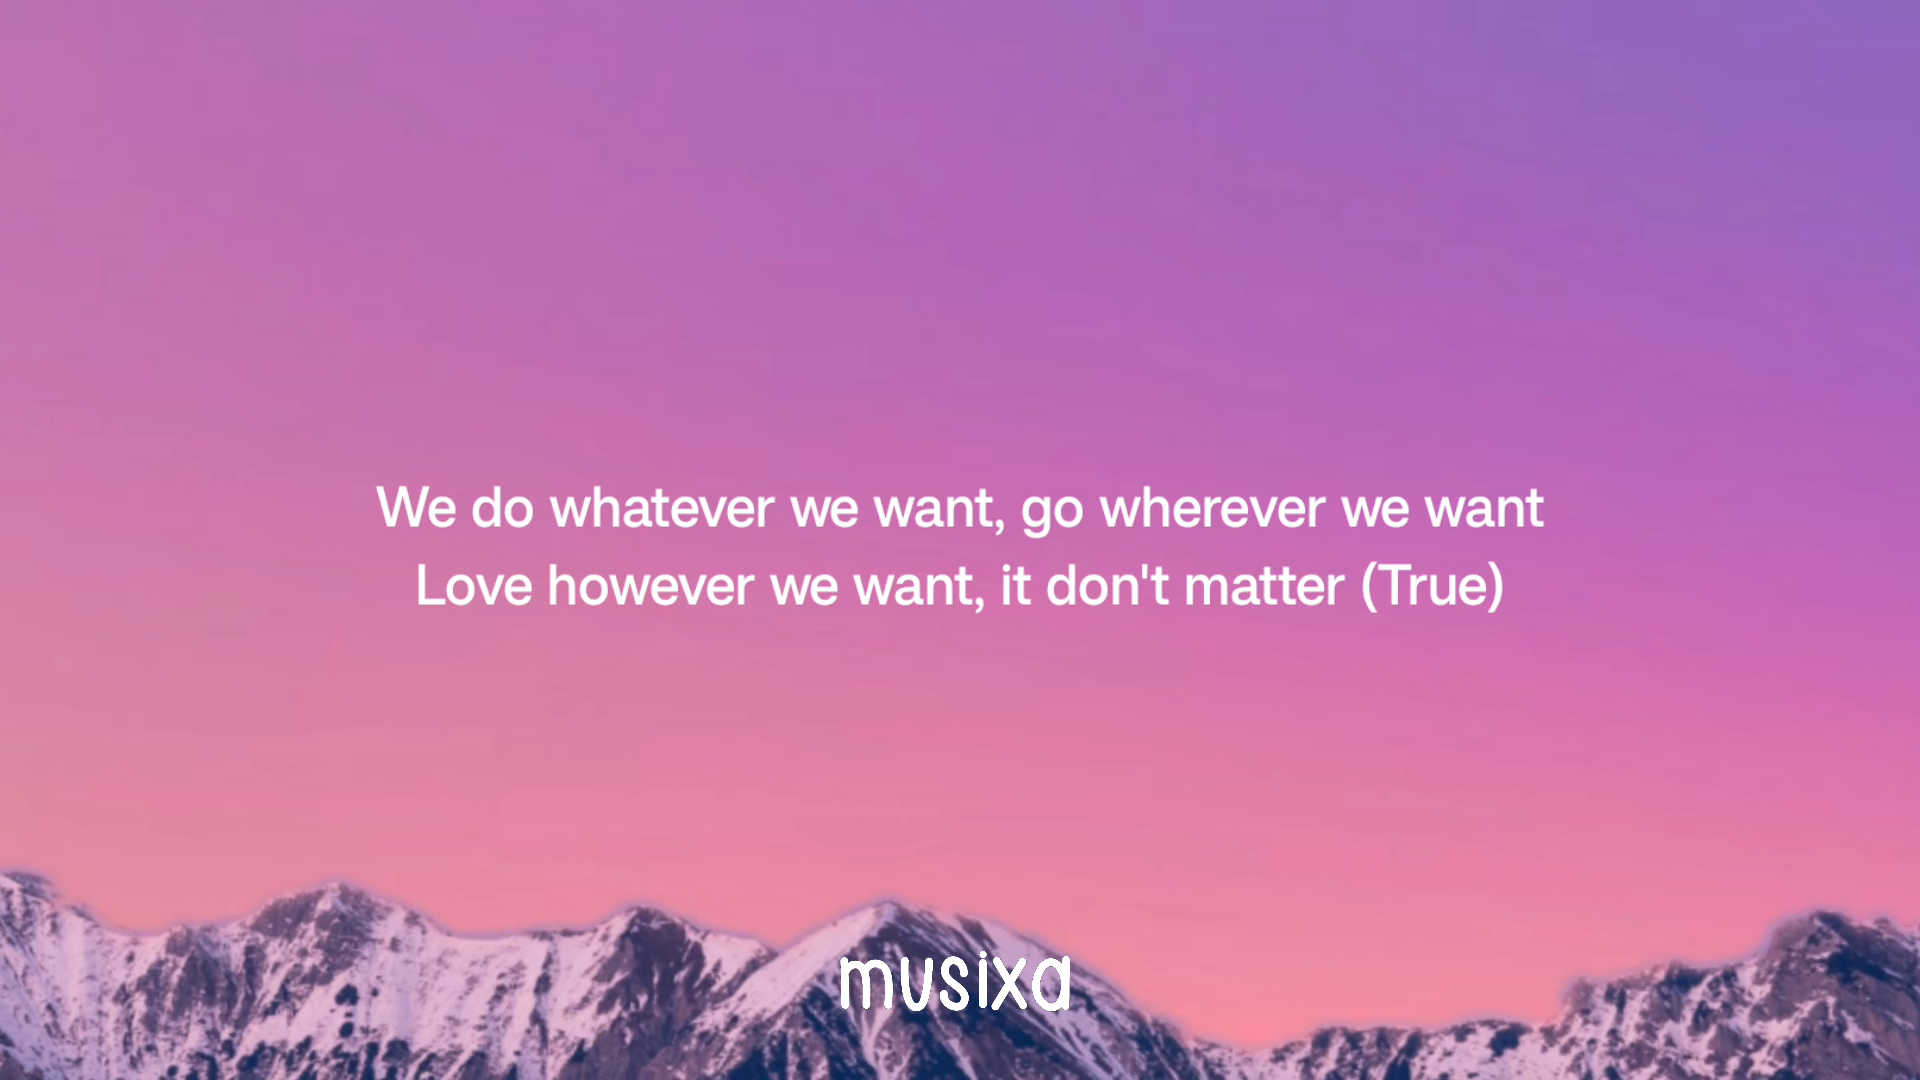 We do whatever we want, go wherever we want
Love however we want, it don't matter (True)
musixa